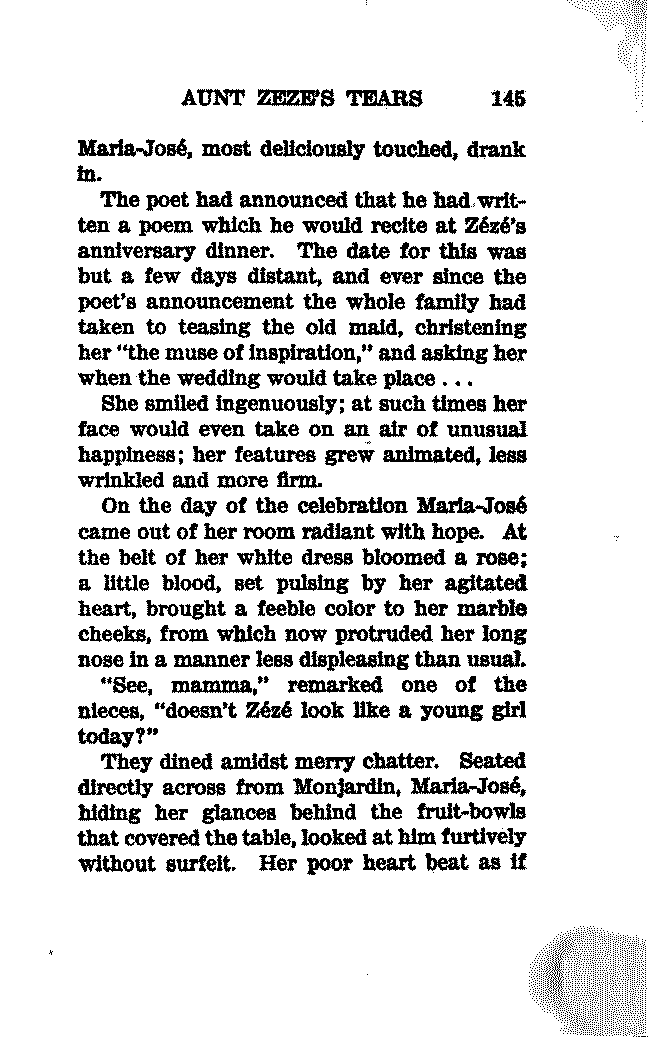 AUNT ZEZE'S TEARS 145
Maria-José, most deliciously touched, drank
in.
The poet had announced that he had writ-
ten a poem which he would recite at Zézé's
anniversary dinner. The date for this was
but a few days distant, and ever since the
poet's announcement the whole family had
taken to teasing the old maid, christening
her "the muse of inspiration," and asking her
when the wedding would take place . . .
She smiled ingenuously; at such times her
face would even take on an air of unusual
happiness; her features grew animated, less
wrinkled and more firm.
On the day of the celebration Maria-José
came out of her room radiant with hope. At
the belt of her white dress bloomed a rose;
a little blood, set pulsing by her agitated
heart, brought a feeble color to her marble
cheeks, from which now protruded her long
nose in a manner less displeasing than usual.
"See, mamma," remarked one of the
nieces, "doesn't Zézé look like a young girl
today?"
They dined amidst merry chatter. Seated
directly across from Monjardin, Maria-José,
hiding her glances behind the fruit-bowls
that covered the table, looked at him furtively
without surfeit. Her poor heart beat as if